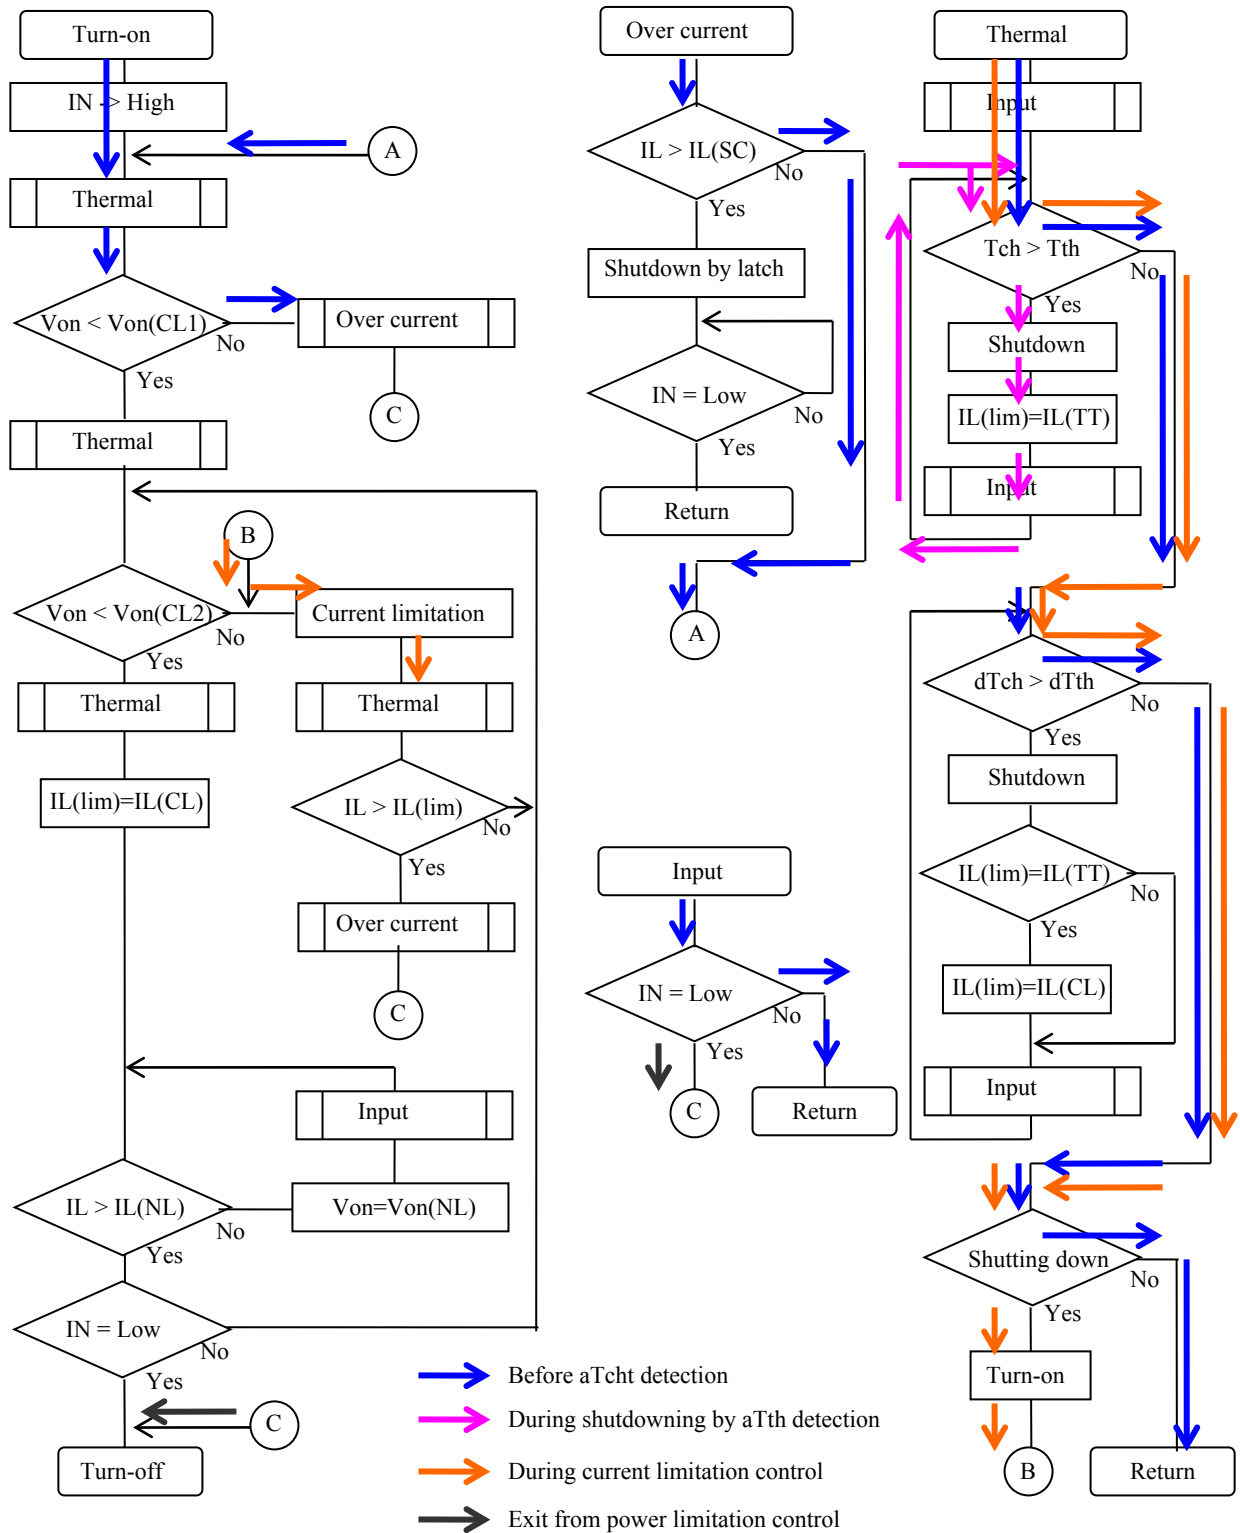 Turn-on
IN -> High
A
Thermal
Von < Von(CL1)
No
Yes
Over current
C
Thermal
B
Von < Von(CL2)
No
Yes
Current limitation
Thermal
Thermal
IL(lim)=IL(CL)
IL > IL(lim)
No
Yes
Over current
C
Input
IL > IL(NL)
No
Yes
Von=Von(NL)
IN = Low
No
Yes
C
Turn-off
Over current
IL > IL(SC)
No
Yes
Shutdown by latch
IN = Low
No
Yes
Return
A
Input
IN = Low
No
Yes
C
Return
Thermal
Input
Tch > Tth
No
Yes
Shutdown
IL(lim)=IL(TT)
Input
dTch > dTth
No
Yes
Shutdown
IL(lim)=IL(TT)
No
Yes
IL(lim)=IL(CL)
Input
Shutting down
No
Yes
Turn-on
B
Return
Before aTcht detection
During shutdowning by aTth detection
During current limitation control
Exit from power limitation control